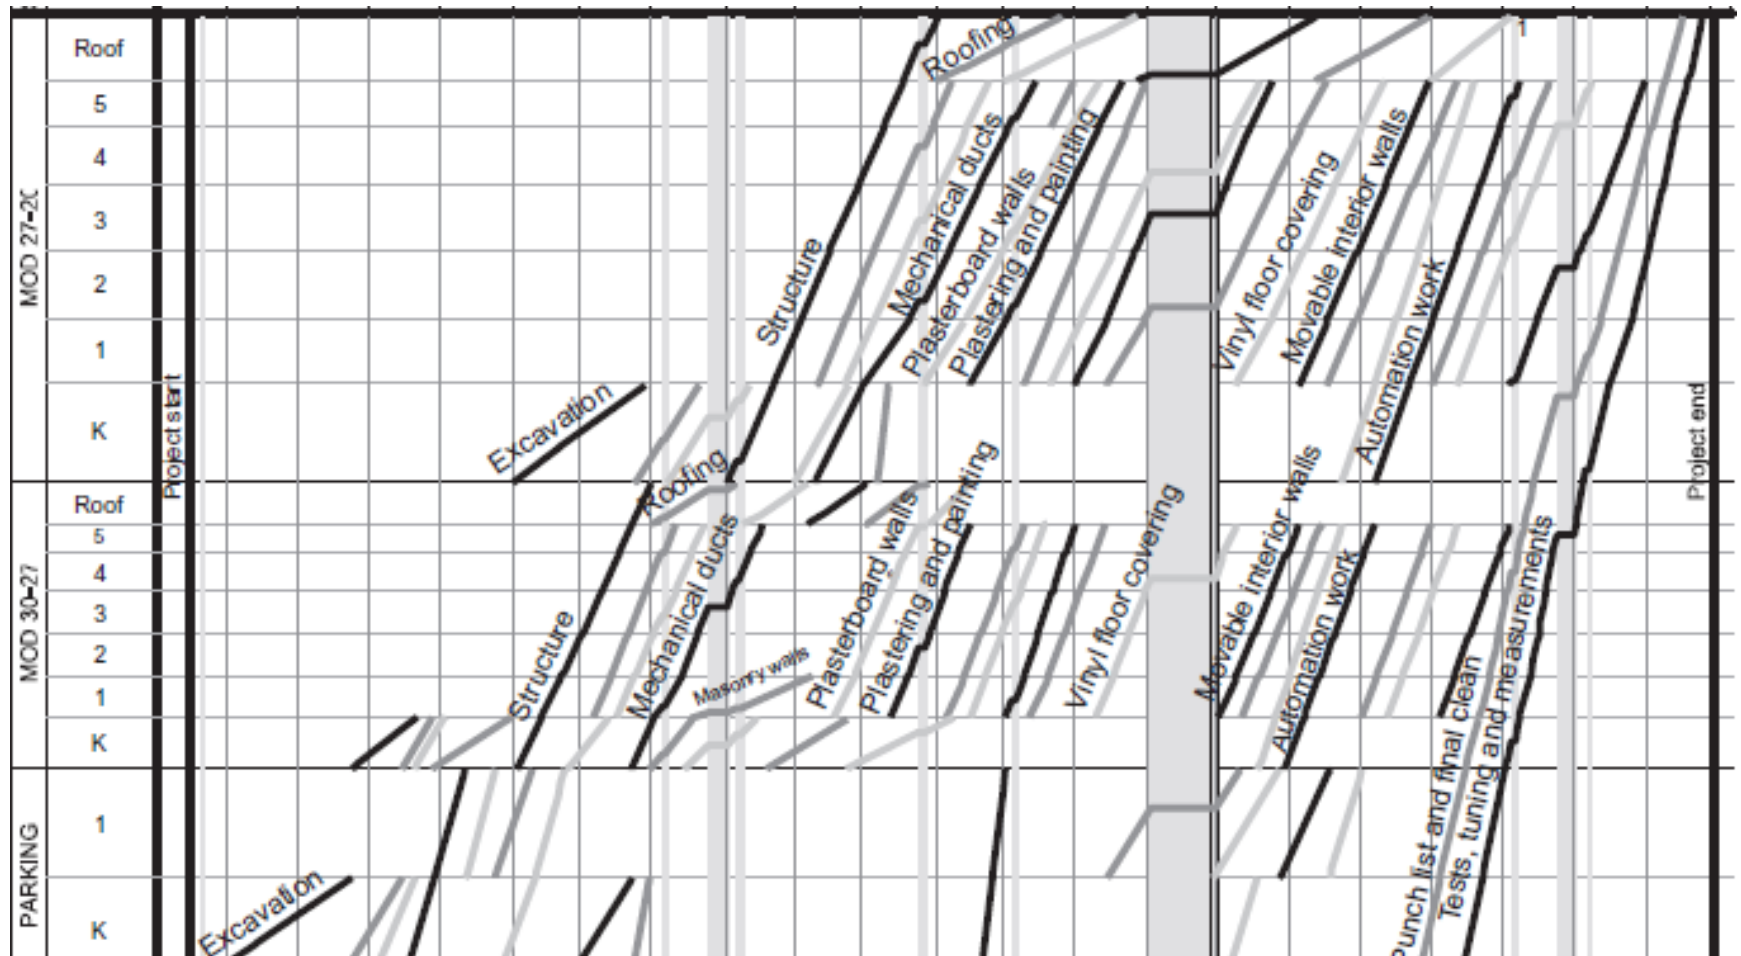 Roof
5
4
3
2
1
K
Roof
5
4
3
2
1
K
1
K
MOD 30-27
PARKING
Project start
Project end
Roofing
Structure
Mechanical ducts
Plasterboard walls
Plastering and painting
Vinyl floor covering
Movable interior walls
Automation work
1
Excavation
Roofing
Structure
Mechanical ducts
Masonry walls
Plasterboard walls
Plastering and painting
Vinyl floor covering
Movable interior walls
Automation work
Punch list and final clean
Tests, tuning and measurements
Excavation